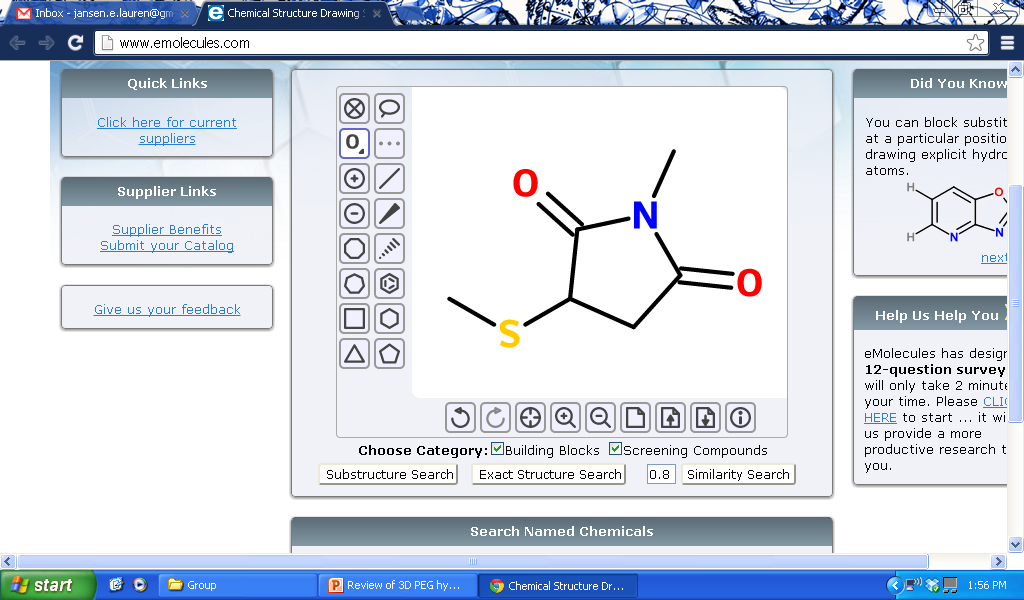 Inbox - jansen.e.lauren@gm
Chemical Structure Drawing
www.emolecules.com
Quick Links
Click here for current
suppliers
Supplier Links
Supplier Benefits
Submit your Catalog
Give us your feedback
O
O
N
O
S
Choose Category: Building Blocks Screening Compounds
Substructure Search Exact Structure Search 0.8 Similarity Search
Search Named Chemicals
Did You Know
You can block substit
at a particular positio
drawing explicit hydro
atoms.
H
O
H
N
N
next
Help Us Help You
eMolecules has design
12-question survey
will only take 2 minute
your time. Please CLIC
HERE to start ... it wi
us provide a more
productive research t
you.
start
Group
Review of 3D PEG hy...
Chemical Structure Dr...
1:56 PM